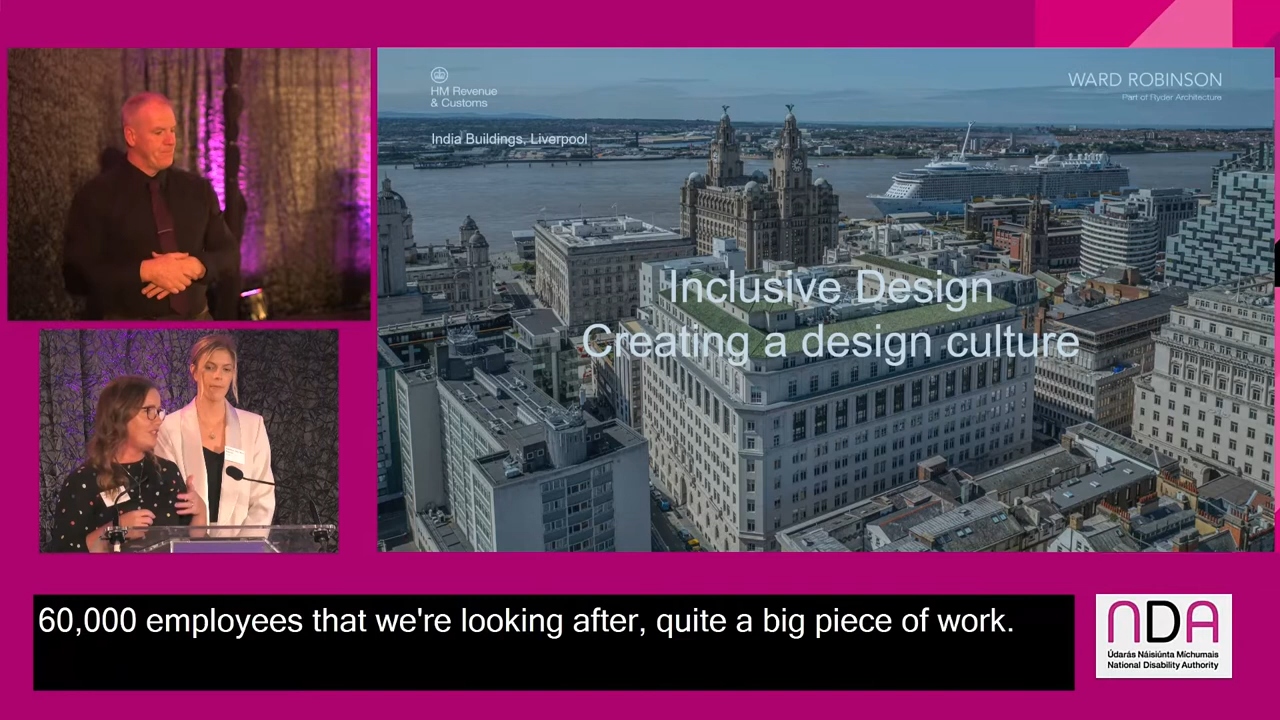 HM Revenue
& Customs
WARD ROBINSON
Part of Ryder Architecture
India Buildings, Liverpool
Inclusive Design
Creating a design culture
60,000 employees that we're looking after, quite a big piece of work.
NDA
Údarás Náisiúnta Míchumais
National Disability Authority